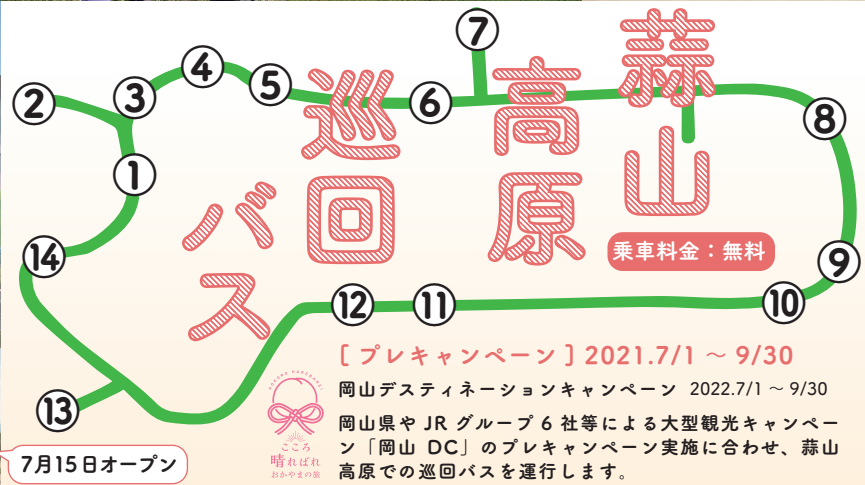 蒜山
高原
巡回
バス
乗車料金：無料
①
②
③
④
⑤
⑥
⑦
⑧
⑨
⑩
⑪
⑫
⑬
⑭
[ プレキャンペーン ] 2021.7/1 ～ 9/30
岡山デスティネーションキャンペーン 2022.7/1 ～ 9/30
岡山県や JR グループ 6 社等による大型観光キャンペー
ン「岡山 DC」のプレキャンペーン実施に合わせ、蒜山
高原での巡回バスを運行します。
KOKORO HAREBARE
こころ
晴ればれ
おかやまの旅
7月15日オープン